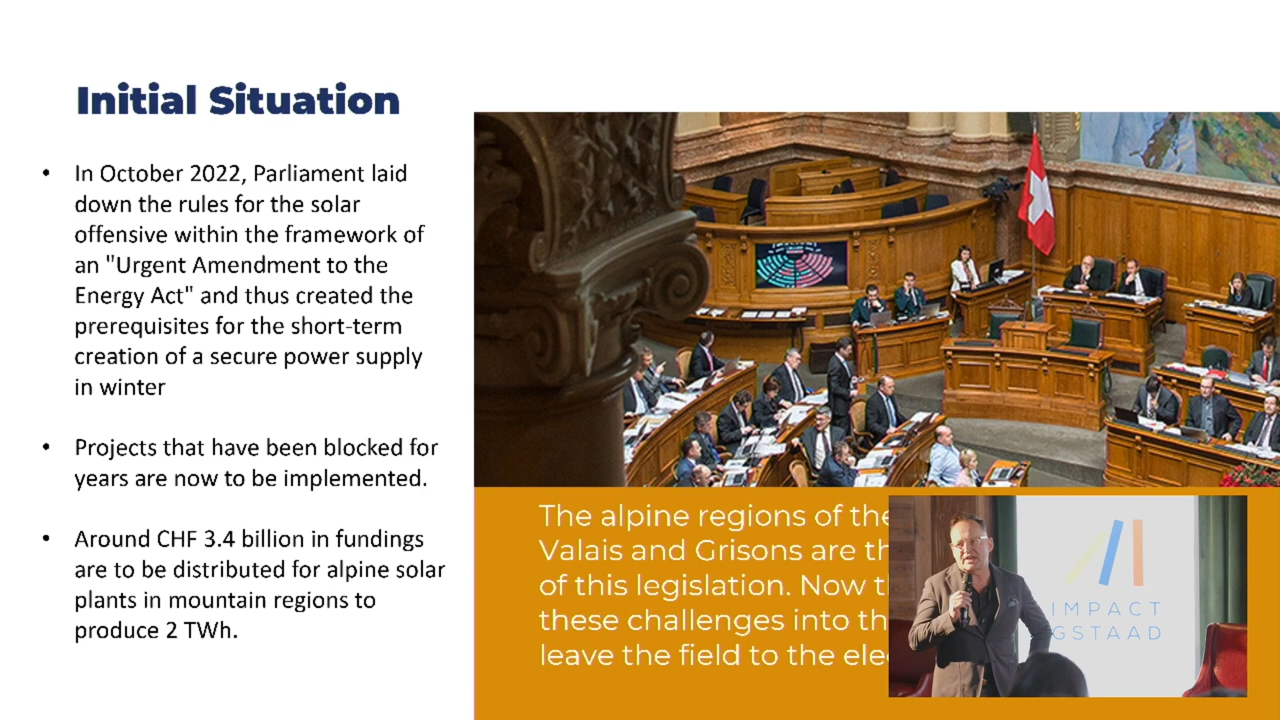 Initial Situation
• In October 2022, Parliament laid
down the rules for the solar
offensive within the framework of
an "Urgent Amendment to the
Energy Act" and thus created the
prerequisites for the short-term
creation of a secure power supply
in winter
• Projects that have been blocked for
years are now to be implemented.
• Around CHF 3.4 billion in fundings
are to be distributed for alpine solar
plants in mountain regions to
produce 2 TWh.
The alpine regions of the
Valais and Grisons are
of this legislation. Now
these challenges into
leave the field to the
IMPACT
GSTAAD